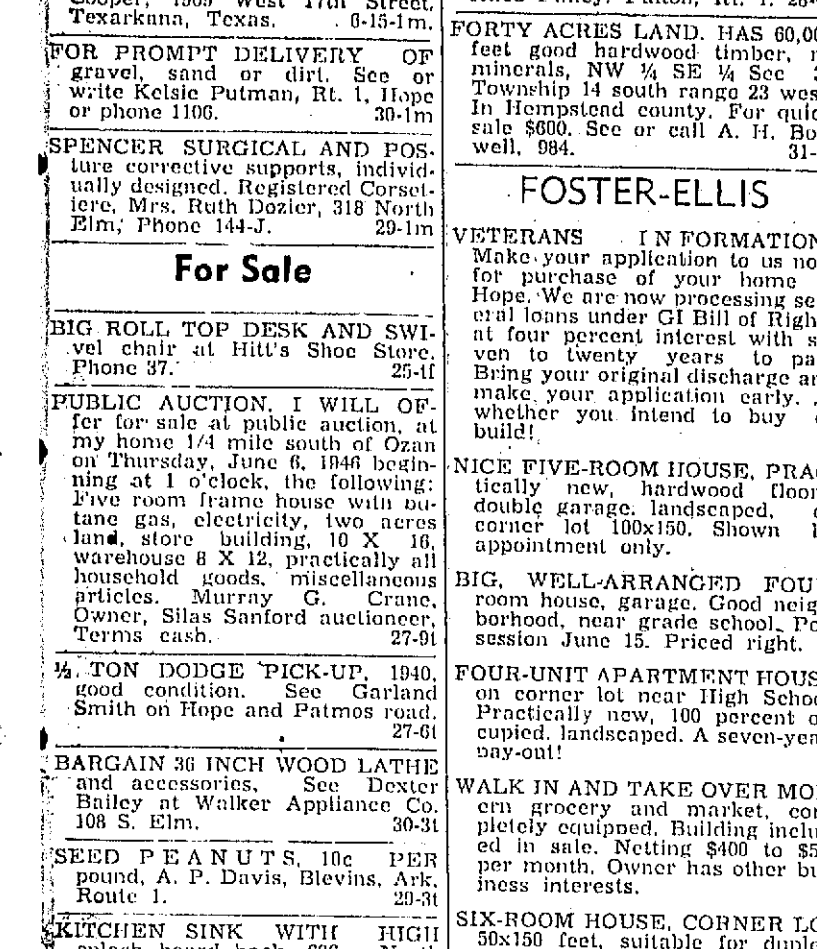 Texarkana, Texas. 6-15-1m.
FOR PROMPT DELIVERY OF
gravel, sand or dirt. See or
write Kelsie Putman, Rt. 1, Hope
or phone 1106. 30-1m
SPENCER SURGICAL AND POS-
ture corrective supports, individ-
ually designed. Registered Corset-
iere, Mrs. Ruth Dozier, 318 North
Elm, Phone 144-J. 29-1m
For Sale
BIG ROLL TOP DESK AND SWI-
vel chair at Hitt's Shoe Store.
Phone 37. 25-tf
PUBLIC AUCTION. I WILL OF-
fer for sale at public auction, at
my home 1/4 mile south of Ozan
on Thursday, June 6, 1946 begin-
ning at 1 o'clock, the following:
Five room frame house with bu-
tane gas, electricity, two acres
land, store building, 10 X 16,
warehouse 8 X 12, practically all
household goods, miscellaneous
articles. Murray G. Crane,
Owner, Silas Sanford auctioneer,
Terms cash. 27-9t
½ TON DODGE PICK-UP, 1940,
good condition. See Garland
Smith on Hope and Patmos road.
27-6t
BARGAIN 36 INCH WOOD LATHE
and accessories. See Dexter
Bailey at Walker Appliance Co.
108 S. Elm. 30-3t
SEED PEANUTS, 10c PER
pound, A. P. Davis, Blevins, Ark.
Route 1. 29-3t
KITCHEN SINK WITH HIGH
FORTY ACRES LAND. HAS 60,00
feet good hardwood timber,
minerals, NW ¼ SE ¼ Sec
Township 14 south range 23 wes
In Hempstead county. For quic
sale $600. See or call A. H. Bo
well, 984. 31-
FOSTER-ELLIS
VETERANS INFORMATION
Make your application to us no
for purchase of your home
Hope. We are now processing se
eral loans under GI Bill of Righ
at four percent interest with s
ven to twenty years to pa
Bring your original discharge an
make your application early.
whether you intend to buy
build!
NICE FIVE-ROOM HOUSE, PRAC
tically new, hardwood floor
double garage, landscaped,
corner lot 100x150. Shown
appointment only.
BIG, WELL-ARRANGED FOU
room house, garage. Good neig
borhood, near grade school. Po
session June 15. Priced right.
FOUR-UNIT APARTMENT HOUS
on corner lot near High Schoo
Practically new, 100 percent o
cupied, landscaped. A seven-yea
pay-out!
WALK IN AND TAKE OVER MO
ern grocery and market, com
pletely equipped. Building inclu
ed in sale. Netting $400 to $5
per month. Owner has other bu
iness interests.
SIX-ROOM HOUSE, CORNER LO
50x150 feet, suitable for duple